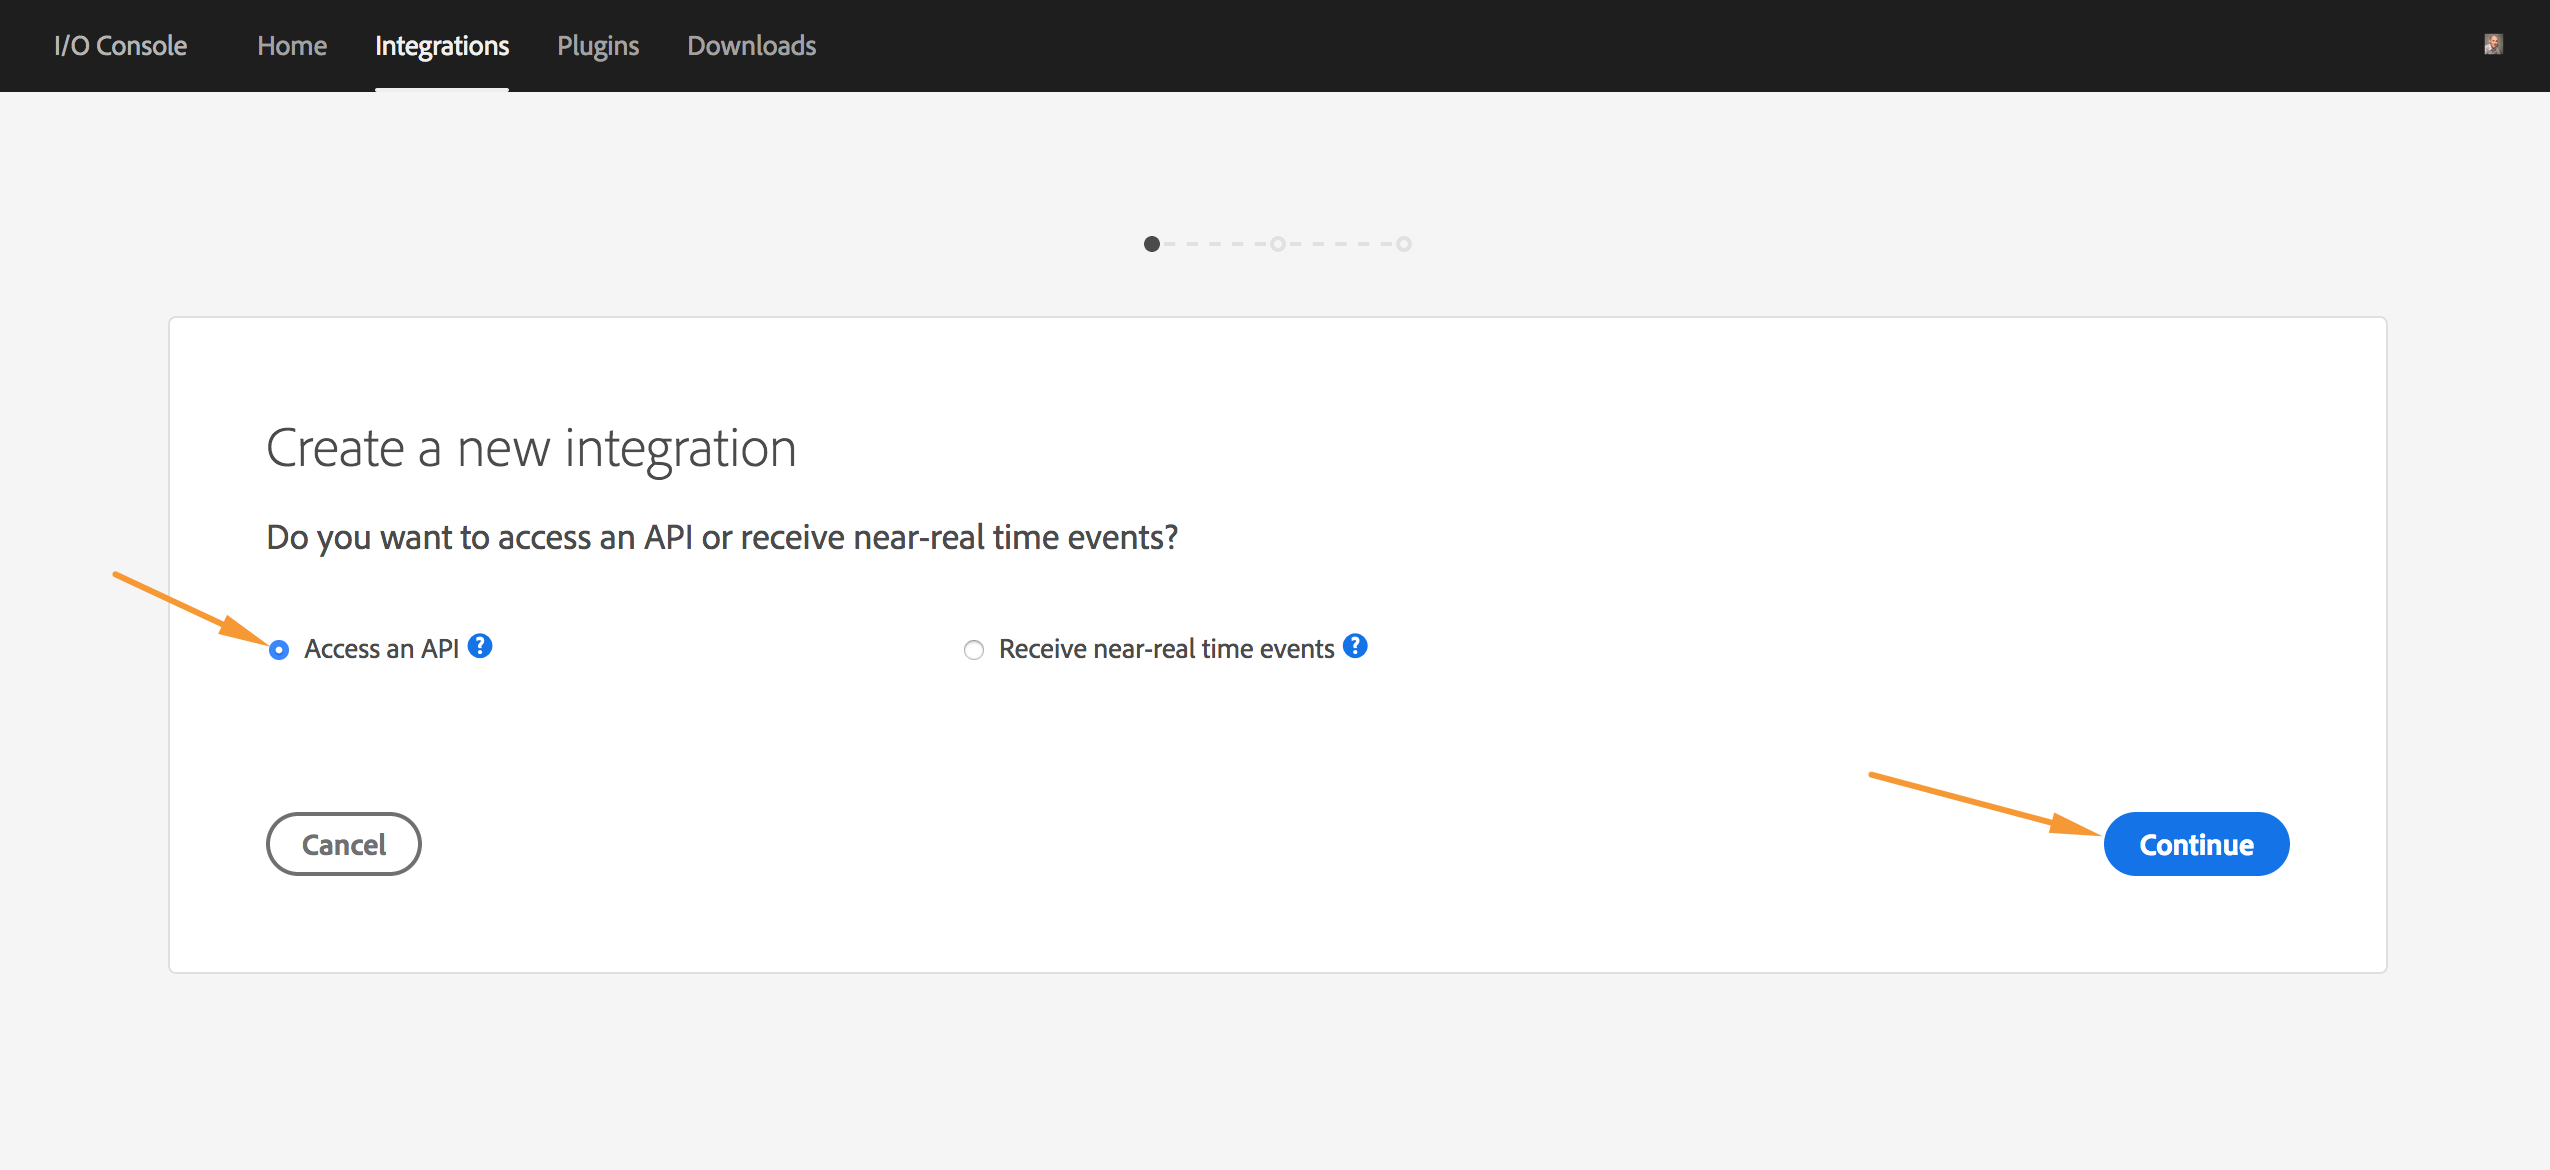 I/O Console Home Integrations Plugins Downloads
Create a new integration
Do you want to access an API or receive near-real time events?
Access an API ? Receive near-real time events ?
Cancel Continue